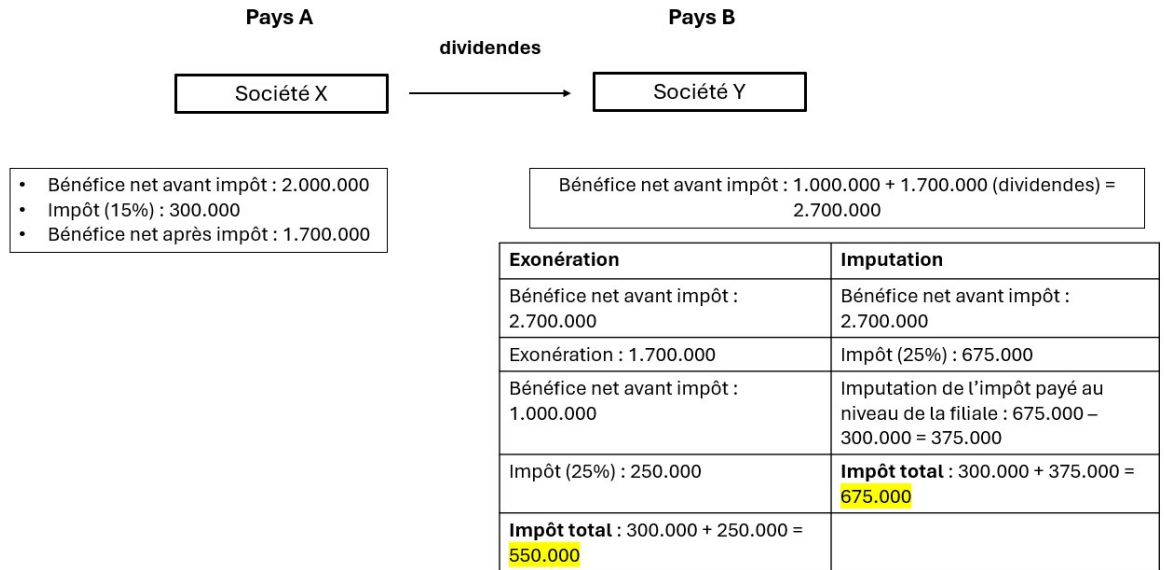 Pays A
Pays B
dividendes
Société X
Société Y
• Bénéfice net avant impôt : 2.000.000
• Impôt (15%) : 300.000
• Bénéfice net après impôt : 1.700.000
Bénéfice net avant impôt : 1.000.000 + 1.700.000 (dividendes) =
2.700.000
Exonération
Imputation
Bénéfice net avant impôt :
2.700.000
Bénéfice net avant impôt :
2.700.000
Exonération : 1.700.000
Impôt (25%) : 675.000
Bénéfice net avant impôt :
1.000.000
Imputation de l’impôt payé au
niveau de la filiale : 675.000 –
300.000 = 375.000
Impôt (25%) : 250.000
Impôt total : 300.000 + 375.000 =
675.000
Impôt total : 300.000 + 250.000 =
550.000